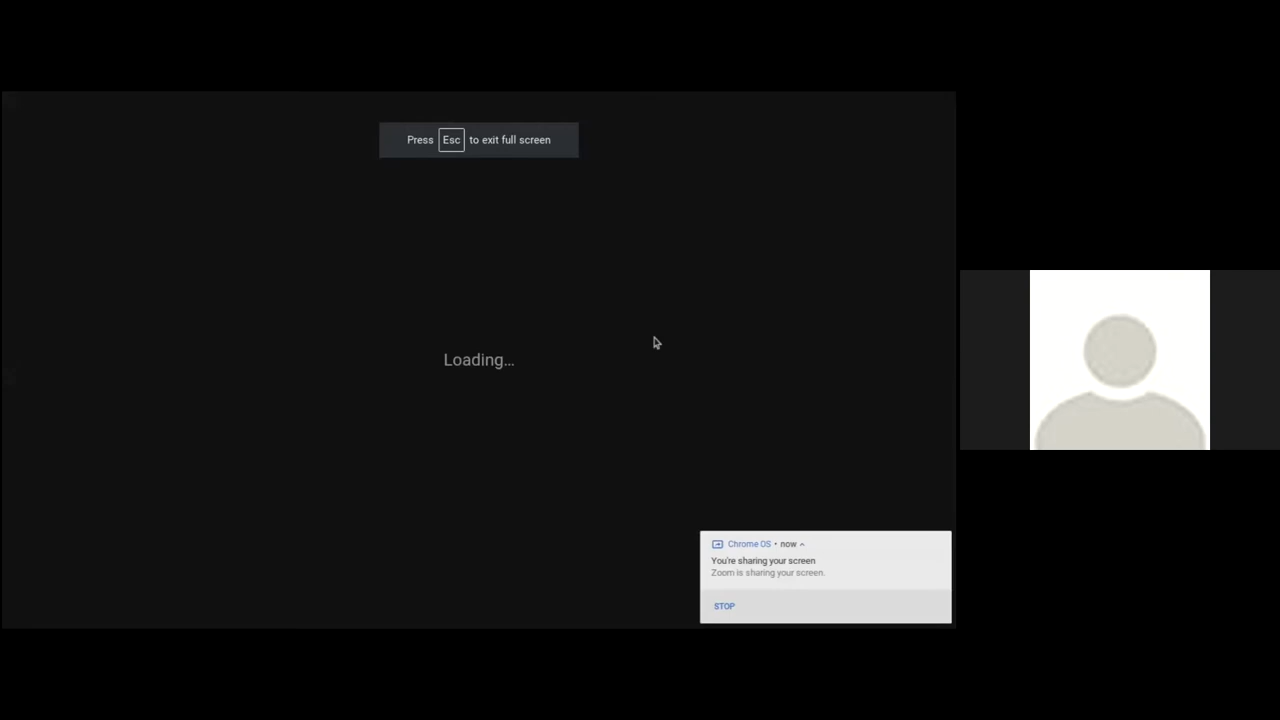 Press Esc to exit full screen
Loading...
Chrome OS • now
You're sharing your screen
Zoom is sharing your screen.
STOP